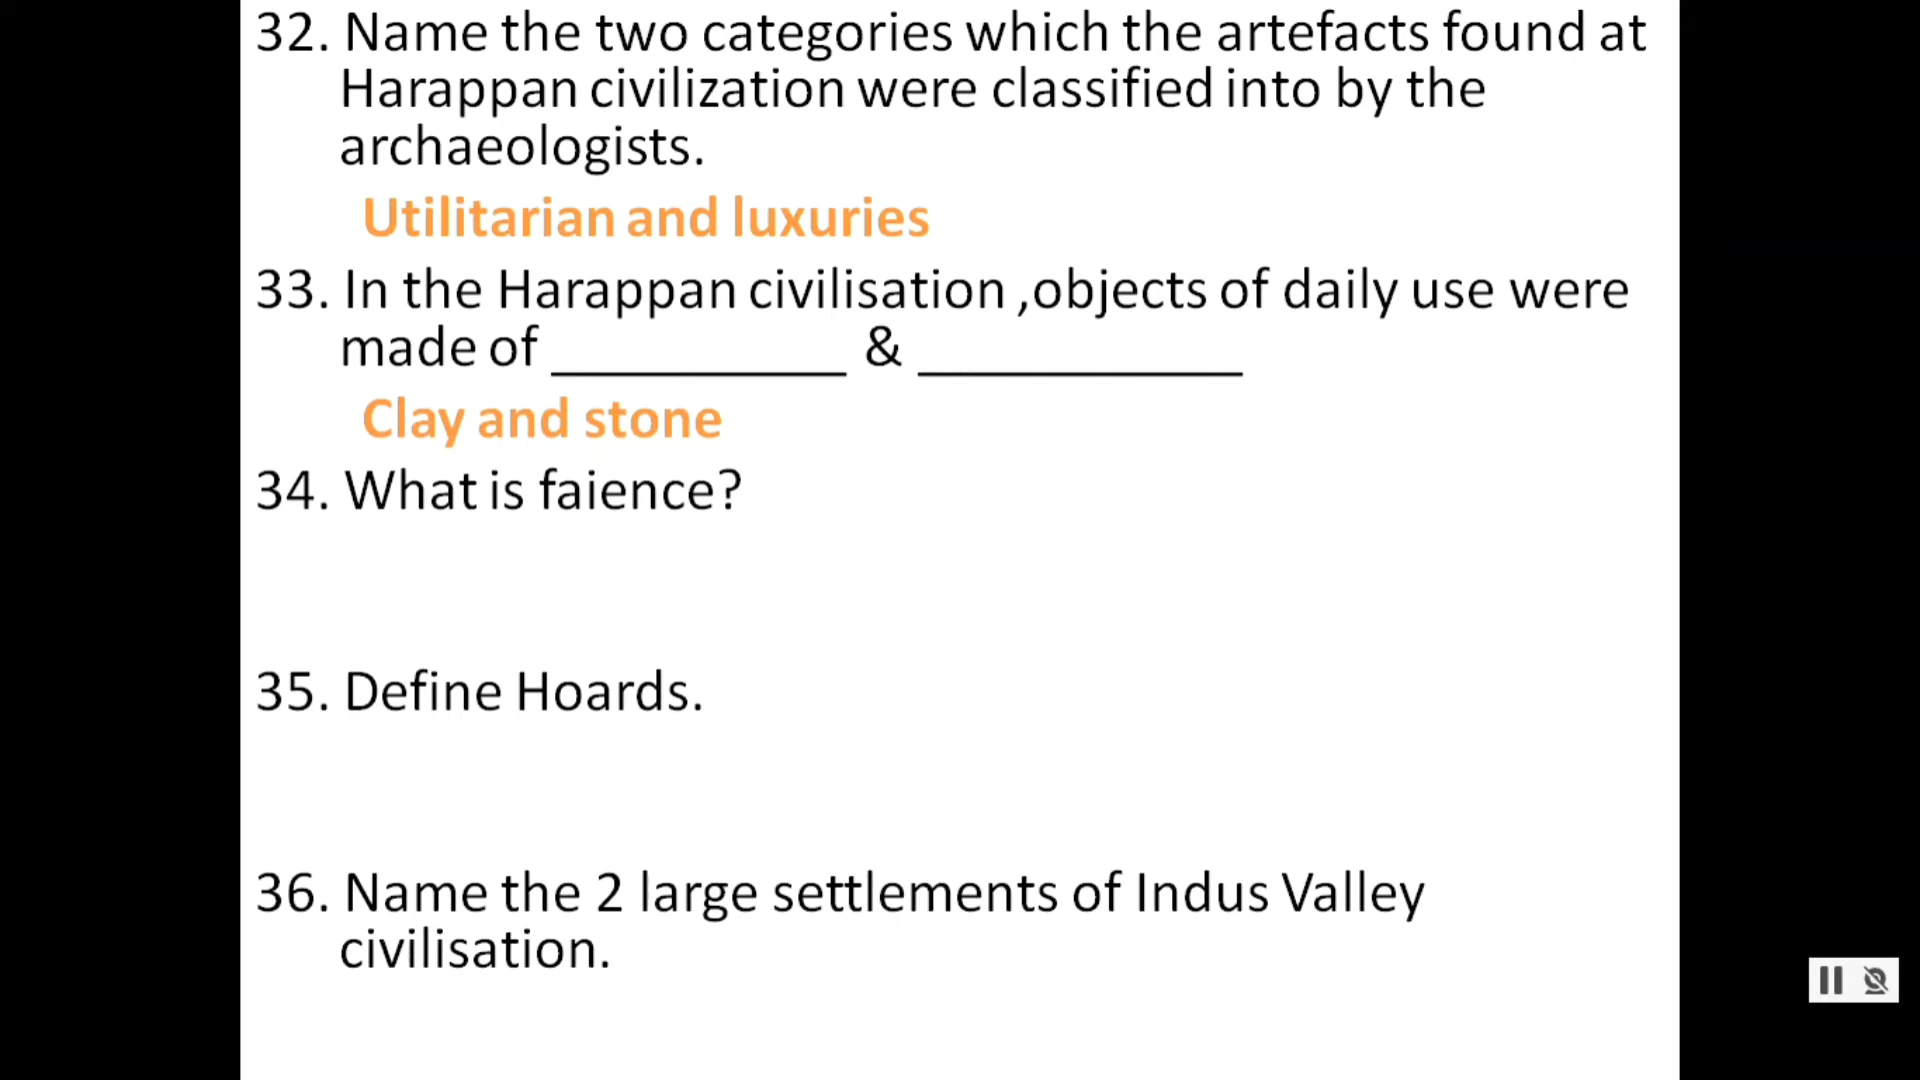 32. Name the two categories which the artefacts found at
Harappan civilization were classified into by the
archaeologists.
Utilitarian and luxuries
33. In the Harappan civilisation ,objects of daily use were
made of __________ & ___________
Clay and stone
34. What is faience?
35. Define Hoards.
36. Name the 2 large settlements of Indus Valley
civilisation.